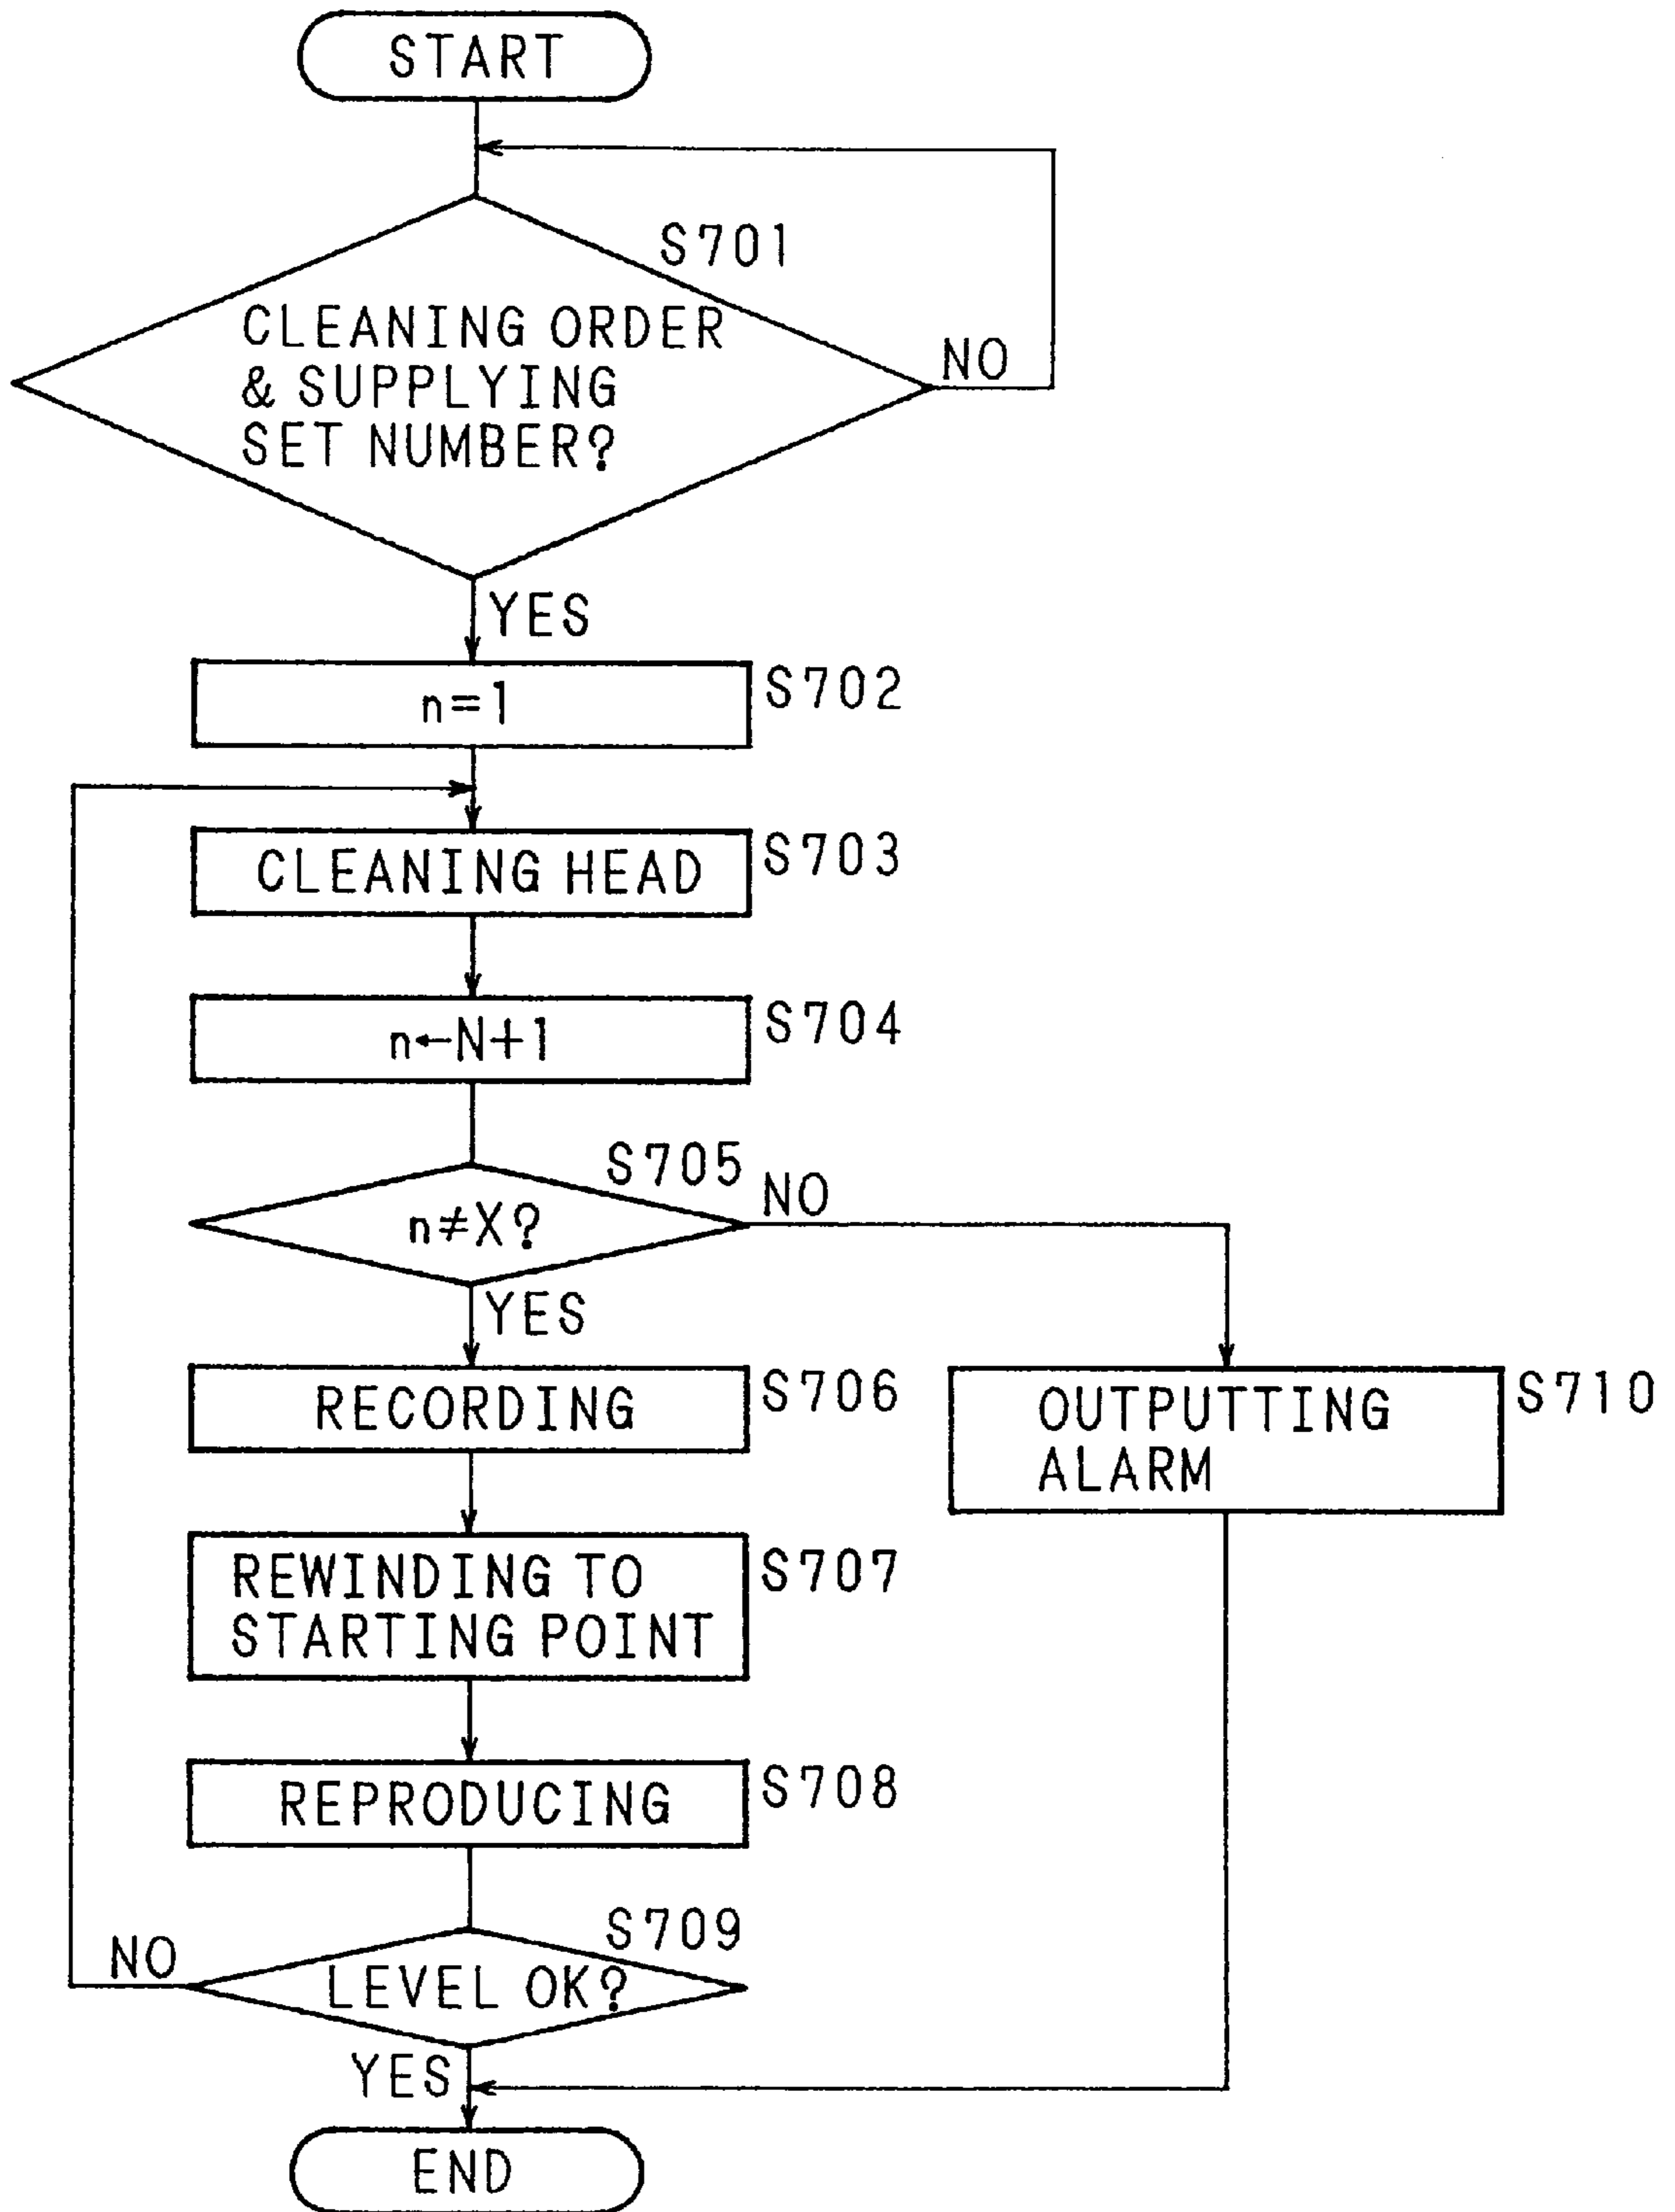 START
S701
CLEANING ORDER
& SUPPLYING
SET NUMBER?
NO
YES
n=1
S702
CLEANING HEAD
S703
n←N+1
S704
S705
n≠X?
NO
YES
RECORDING
S706
OUTPUTTING
ALARM
S710
REWINDING TO
STARTING POINT
S707
REPRODUCING
S708
S709
LEVEL OK?
NO
YES
END